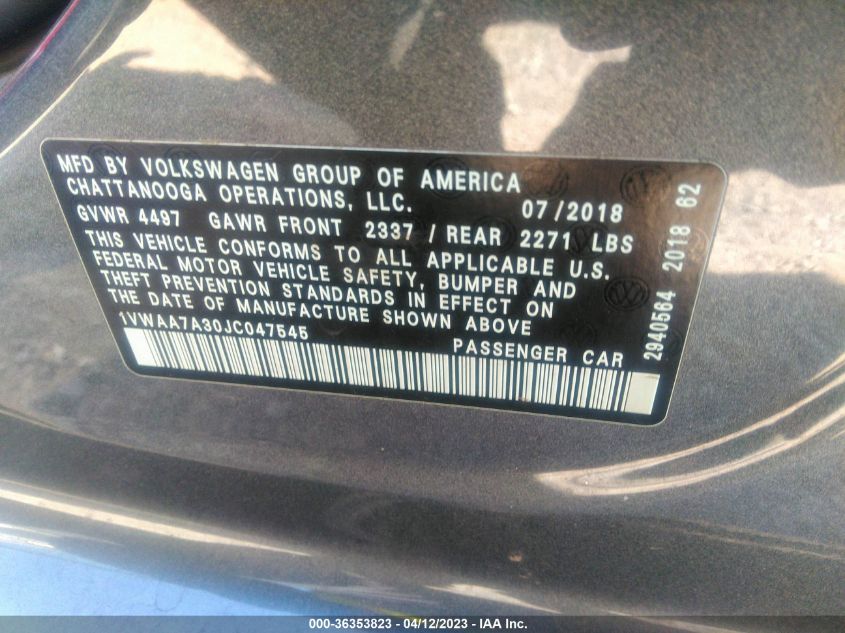 MFD BY VOLKSWAGEN GROUP OF AMERICA
CHATTANOOGA OPERATIONS, LLC. 07/2018
GVWR 4497 GAWR FRONT 2337 / REAR 2271 LBS
THIS VEHICLE CONFORMS TO ALL APPLICABLE U.S.
FEDERAL MOTOR VEHICLE SAFETY, BUMPER AND
THEFT PREVENTION STANDARDS IN EFFECT ON
THE DATE OF MANUFACTURE SHOWN ABOVE
1VWAA7A30JC047545
PASSENGER CAR
2940564 2018 62
000-36353823 - 04/12/2023 - IAA Inc.